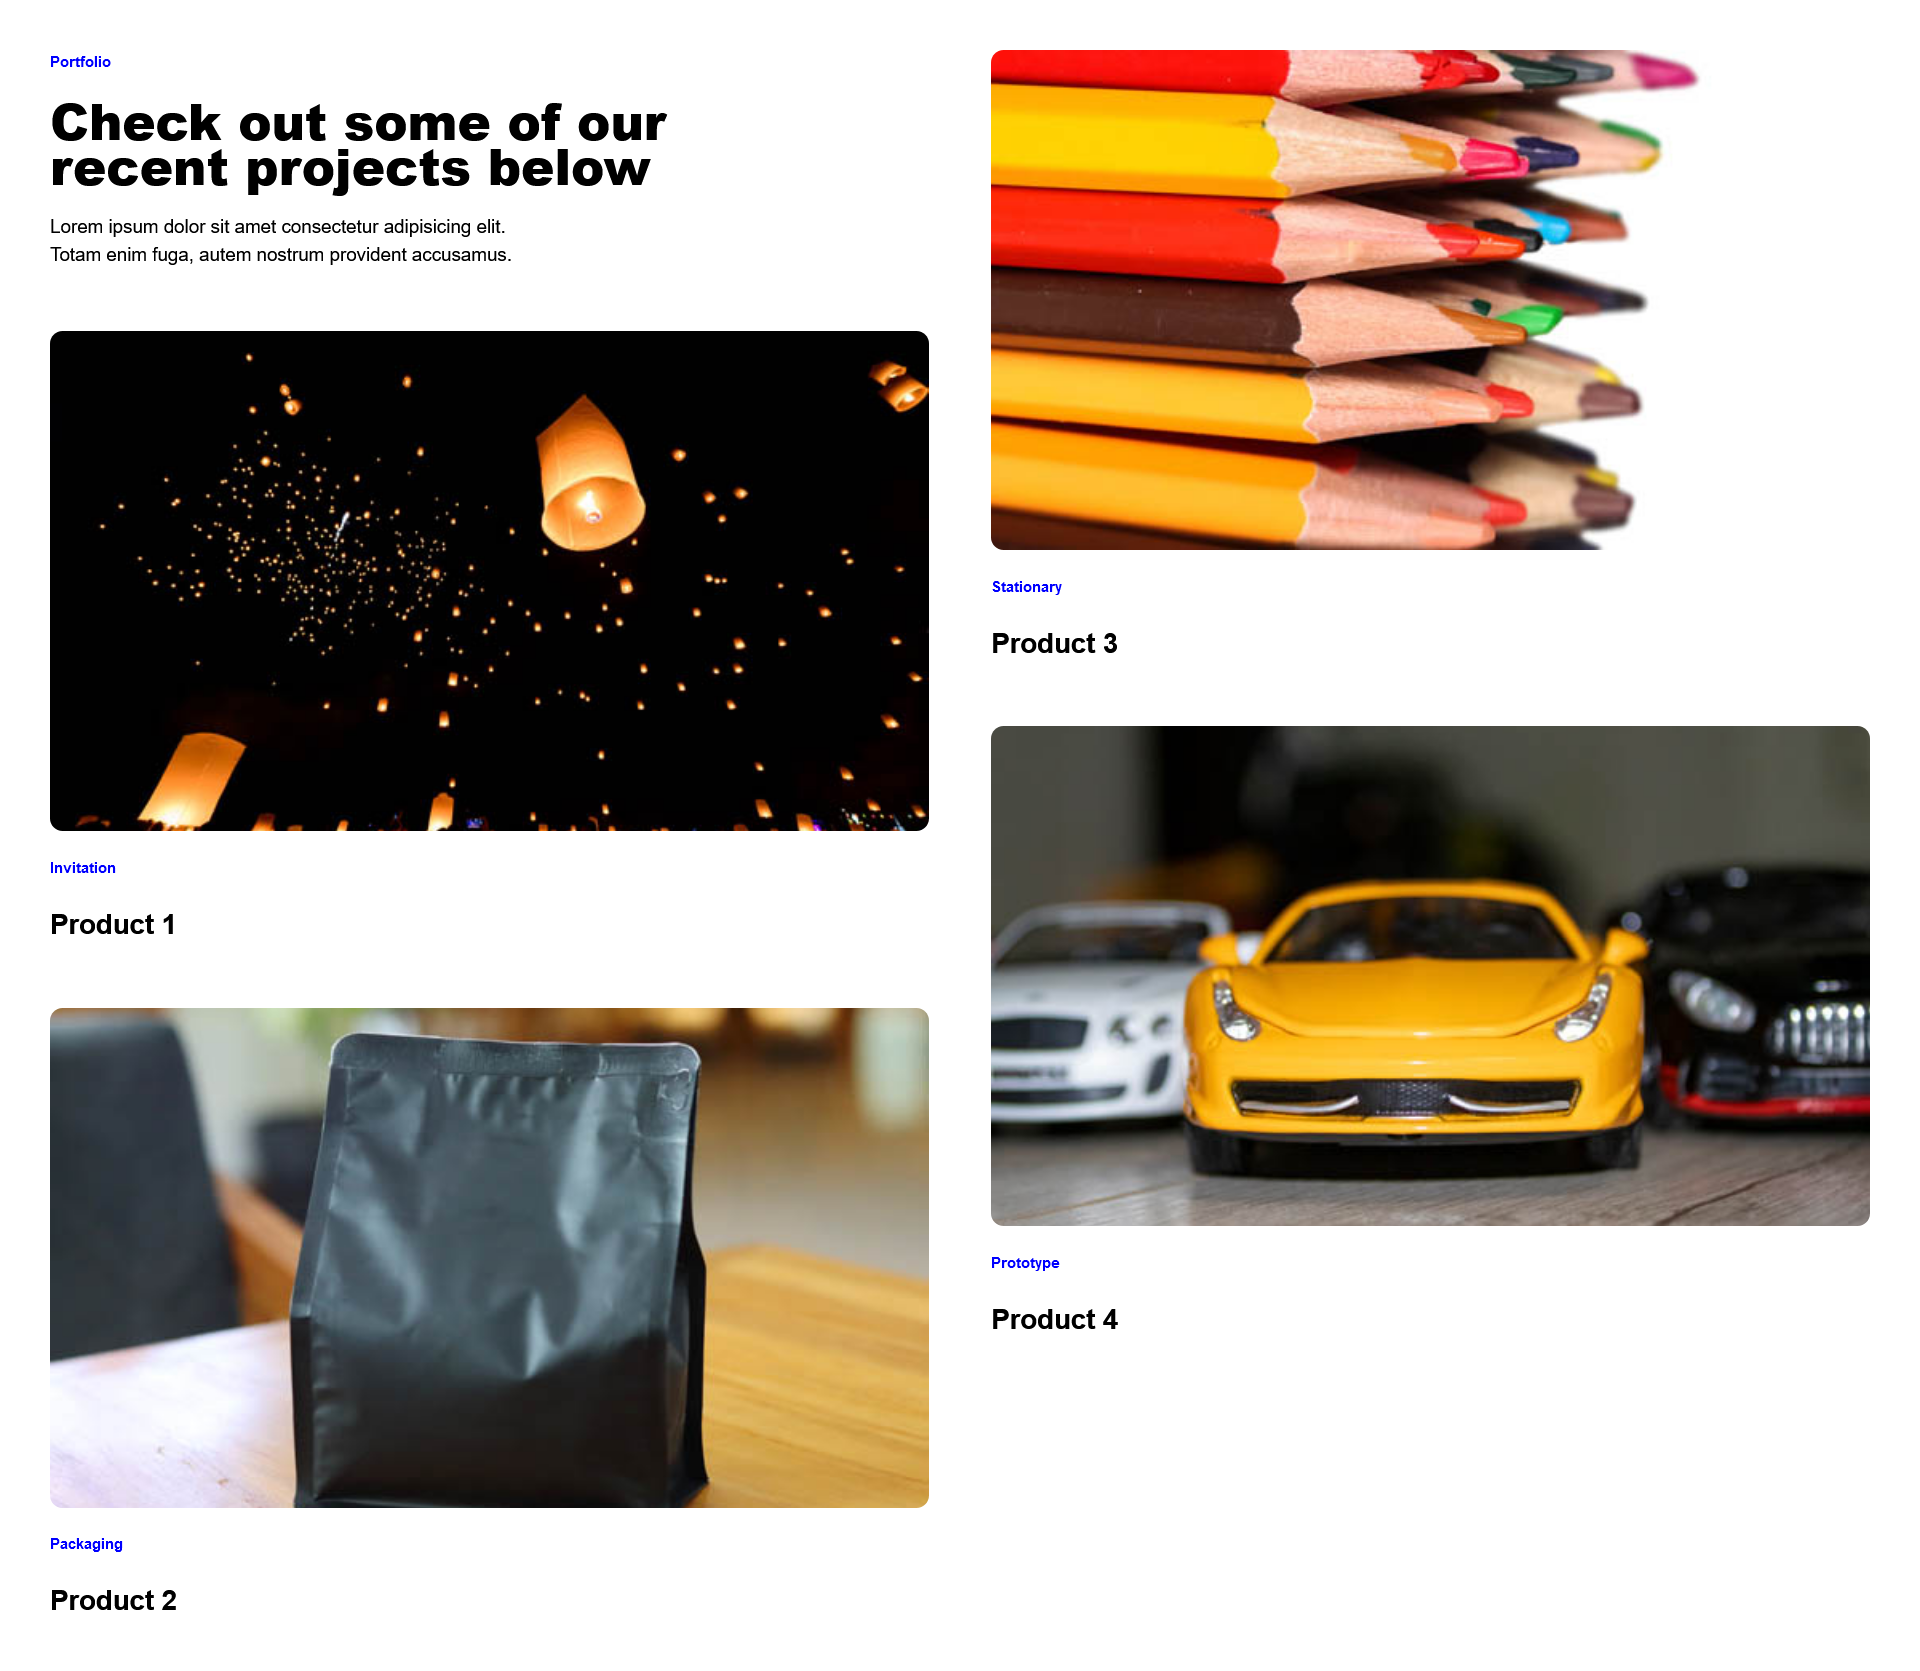 Portfolio
Check out some of our
recent projects below
Lorem ipsum dolor sit amet consectetur adipisicing elit.
Totam enim fuga, autem nostrum provident accusamus.
Invitation
Product 1
Packaging
Product 2
Stationary
Product 3
Prototype
Product 4